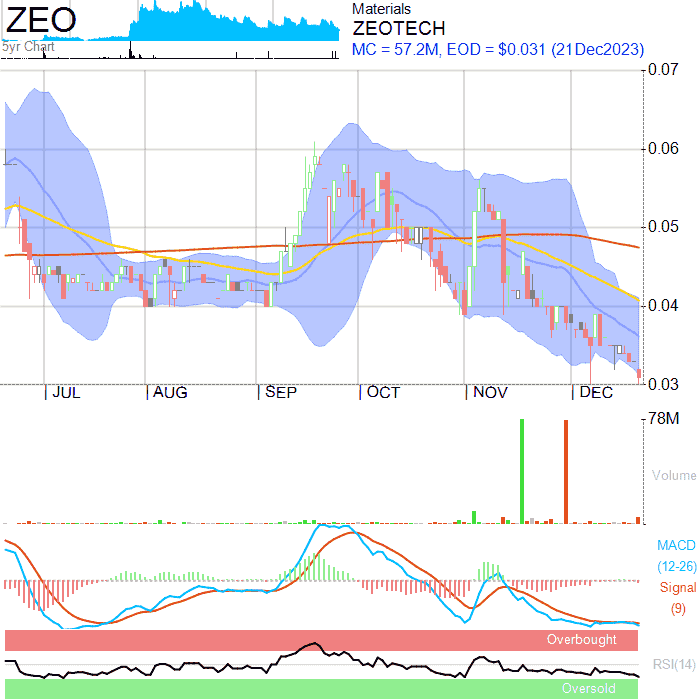 ZEO
5yr Chart
Materials
ZEOTECH
MC = 57.2M, EOD = $0.031 (21Dec2023)
0.07
0.06
0.05
0.04
0.03
JUL AUG SEP OCT NOV DEC
78M
Volume
MACD
(12-26)
Signal
(9)
Overbought
RSI(14)
Oversold